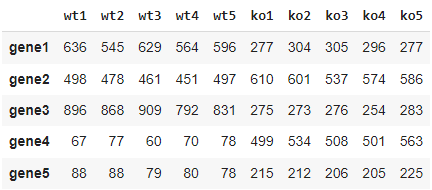 wt1 wt2 wt3 wt4 wt5 ko1 ko2 ko3 ko4 ko5
gene1 636 545 629 564 596 277 304 305 296 277
gene2 498 478 461 451 497 610 601 537 574 586
gene3 896 868 909 792 831 275 273 276 254 283
gene4 67 77 60 70 78 499 534 508 501 563
gene5 88 88 79 80 78 215 212 206 205 225